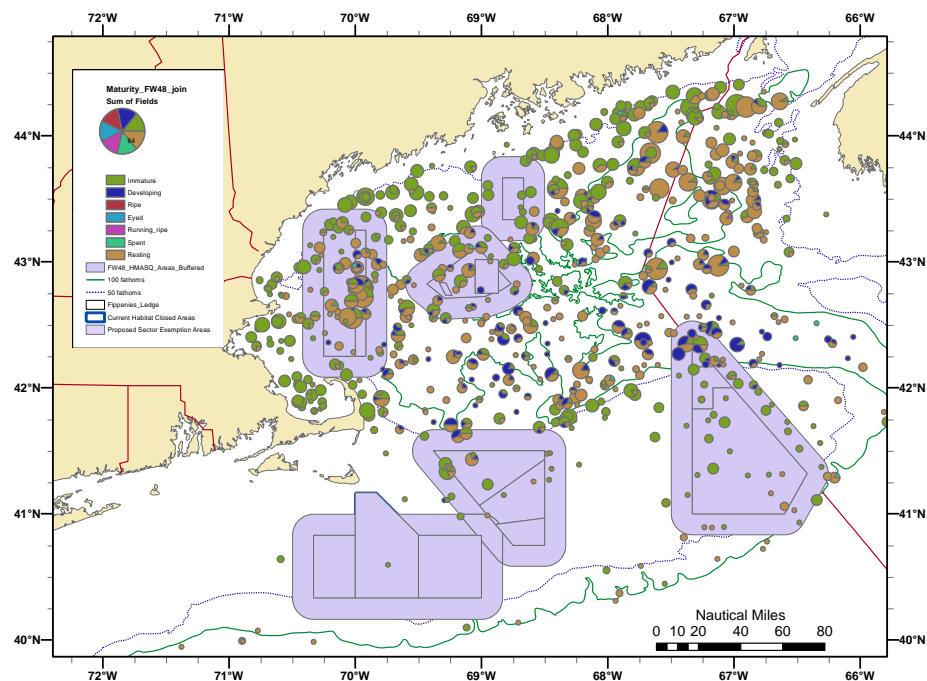 72°W 71°W 70°W 69°W 68°W 67°W 66°W
Maturity_FW48_join
Sum of Fields
54
Immature
Developing
Ripe
Eyed
Running_ripe
Spent
Resting
FW48_HMASQ_Areas_Buffered
100 fathoms
50 fathoms
Fippenies_Ledge
Current Habitat Closed Areas
Proposed Sector Exemption Areas
44°N 44°N
43°N 43°N
42°N 42°N
41°N 41°N
40°N 40°N
Nautical Miles
0 10 20 40 60 80
72°W 71°W 70°W 69°W 68°W 67°W 66°W